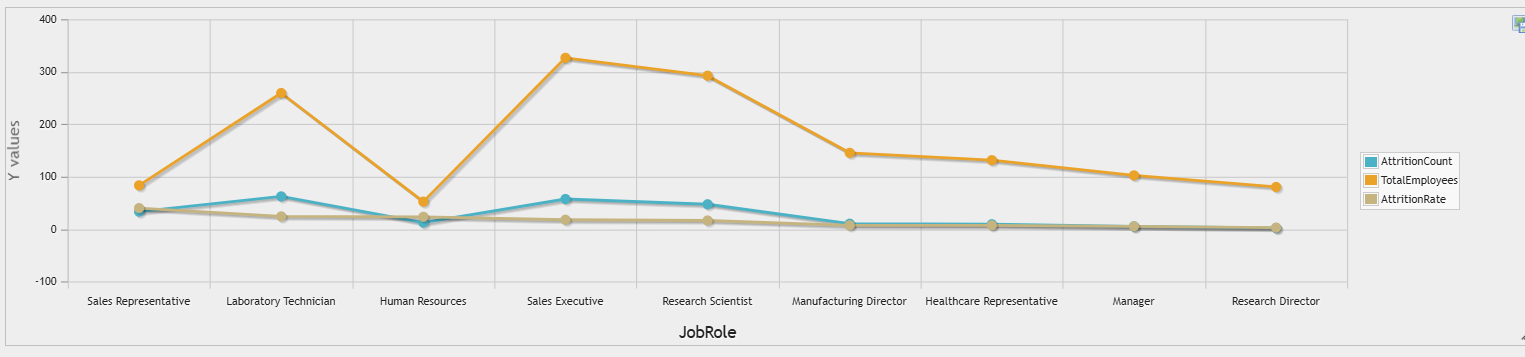 400
300
200
100
0
-100
Y values
Sales Representative
Laboratory Technician
Human Resources
Sales Executive
Research Scientist
Manufacturing Director
Healthcare Representative
Manager
Research Director
JobRole
AttritionCount
TotalEmployees
AttritionRate